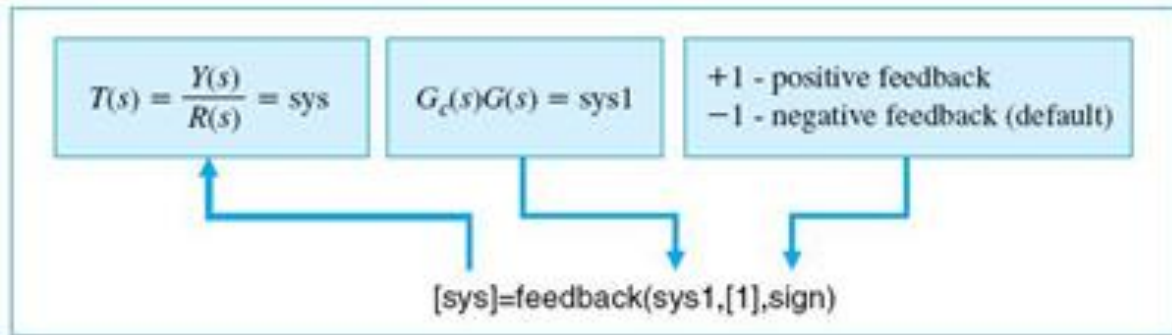 T(s) = Y(s)/R(s) = sys
G_c(s)G(s) = sys1
+1 - positive feedback
−1 - negative feedback (default)
[sys]=feedback(sys1,[1],sign)